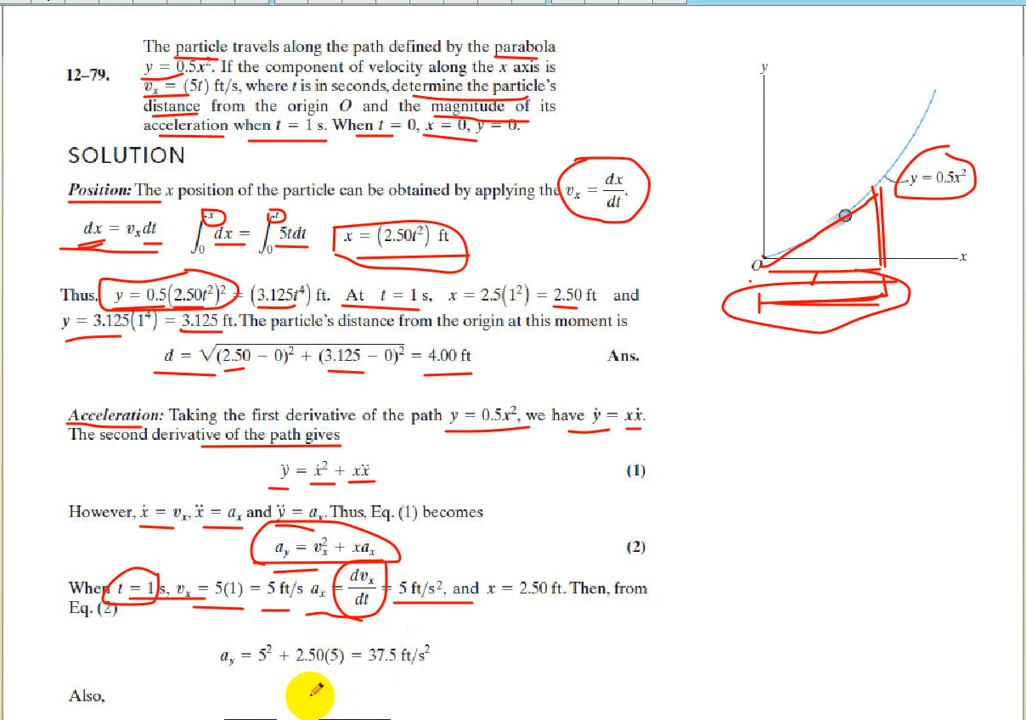 The particle travels along the path defined by the parabola
12–79. y = 0.5x². If the component of velocity along the x axis is
vₓ = (5t) ft/s, where t is in seconds, determine the particle's
distance from the origin O and the magnitude of its
acceleration when t = 1 s. When t = 0, x = 0, y = 0.
SOLUTION
Position: The x position of the particle can be obtained by applying the vₓ = dx/dt.
dx = vₓdt ∫₀ˣ dx = ∫₀ᵗ 5tdt x = (2.50t²) ft
Thus, y = 0.5(2.50t²)² = (3.125t⁴) ft. At t = 1 s, x = 2.5(1²) = 2.50 ft and
y = 3.125(1⁴) = 3.125 ft. The particle's distance from the origin at this moment is
d = √((2.50 – 0)² + (3.125 – 0)²) = 4.00 ft Ans.
Acceleration: Taking the first derivative of the path y = 0.5x², we have ẏ = xẋ.
The second derivative of the path gives
ÿ = ẋ² + xẍ (1)
However, ẋ = vₓ, ẍ = aₓ and ÿ = a_y. Thus, Eq. (1) becomes
a_y = vₓ² + xaₓ (2)
When t = 1 s, vₓ = 5(1) = 5 ft/s aₓ = dvₓ/dt = 5 ft/s², and x = 2.50 ft. Then, from
Eq. (2)
a_y = 5² + 2.50(5) = 37.5 ft/s²
Also,
y
y = 0.5x²
O
x